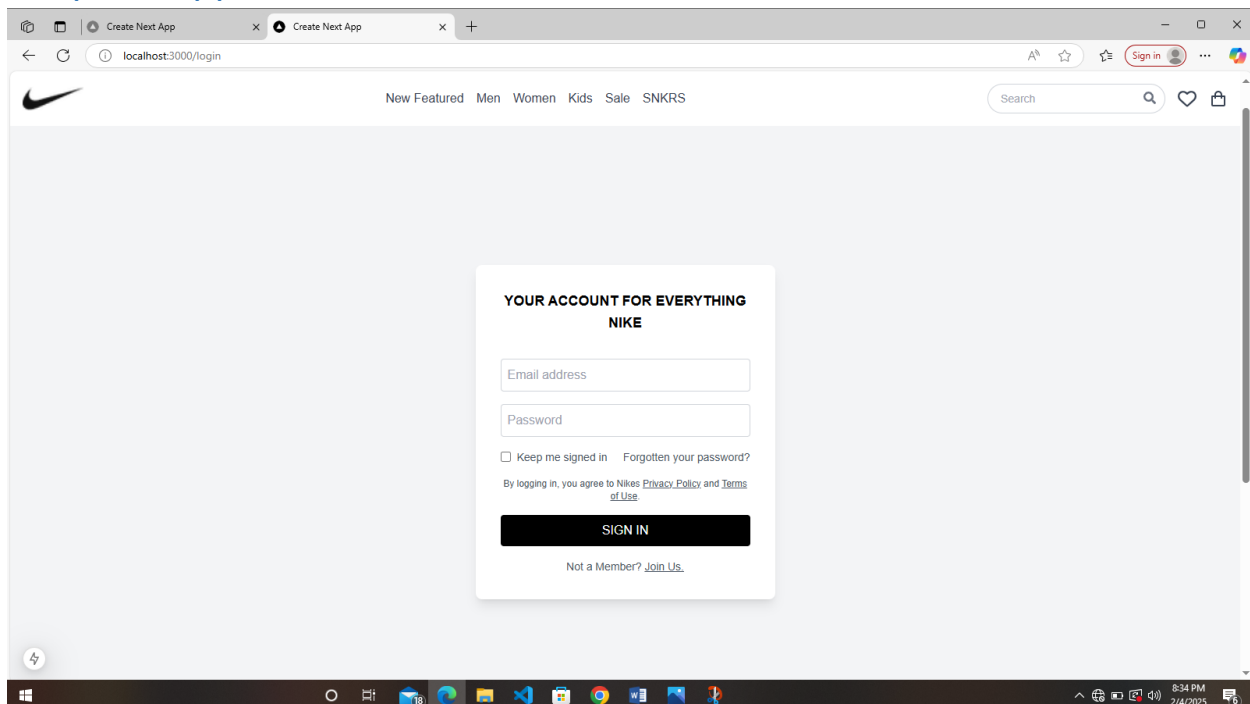 Create Next App
Create Next App
localhost:3000/login
Sign in
New Featured Men Women Kids Sale SNKRS
Search
YOUR ACCOUNT FOR EVERYTHING
NIKE
Email address
Password
Keep me signed in Forgotten your password?
By logging in, you agree to Nikes Privacy Policy and Terms
of Use.
SIGN IN
Not a Member? Join Us.
18
8:34 PM
2/4/2025
6